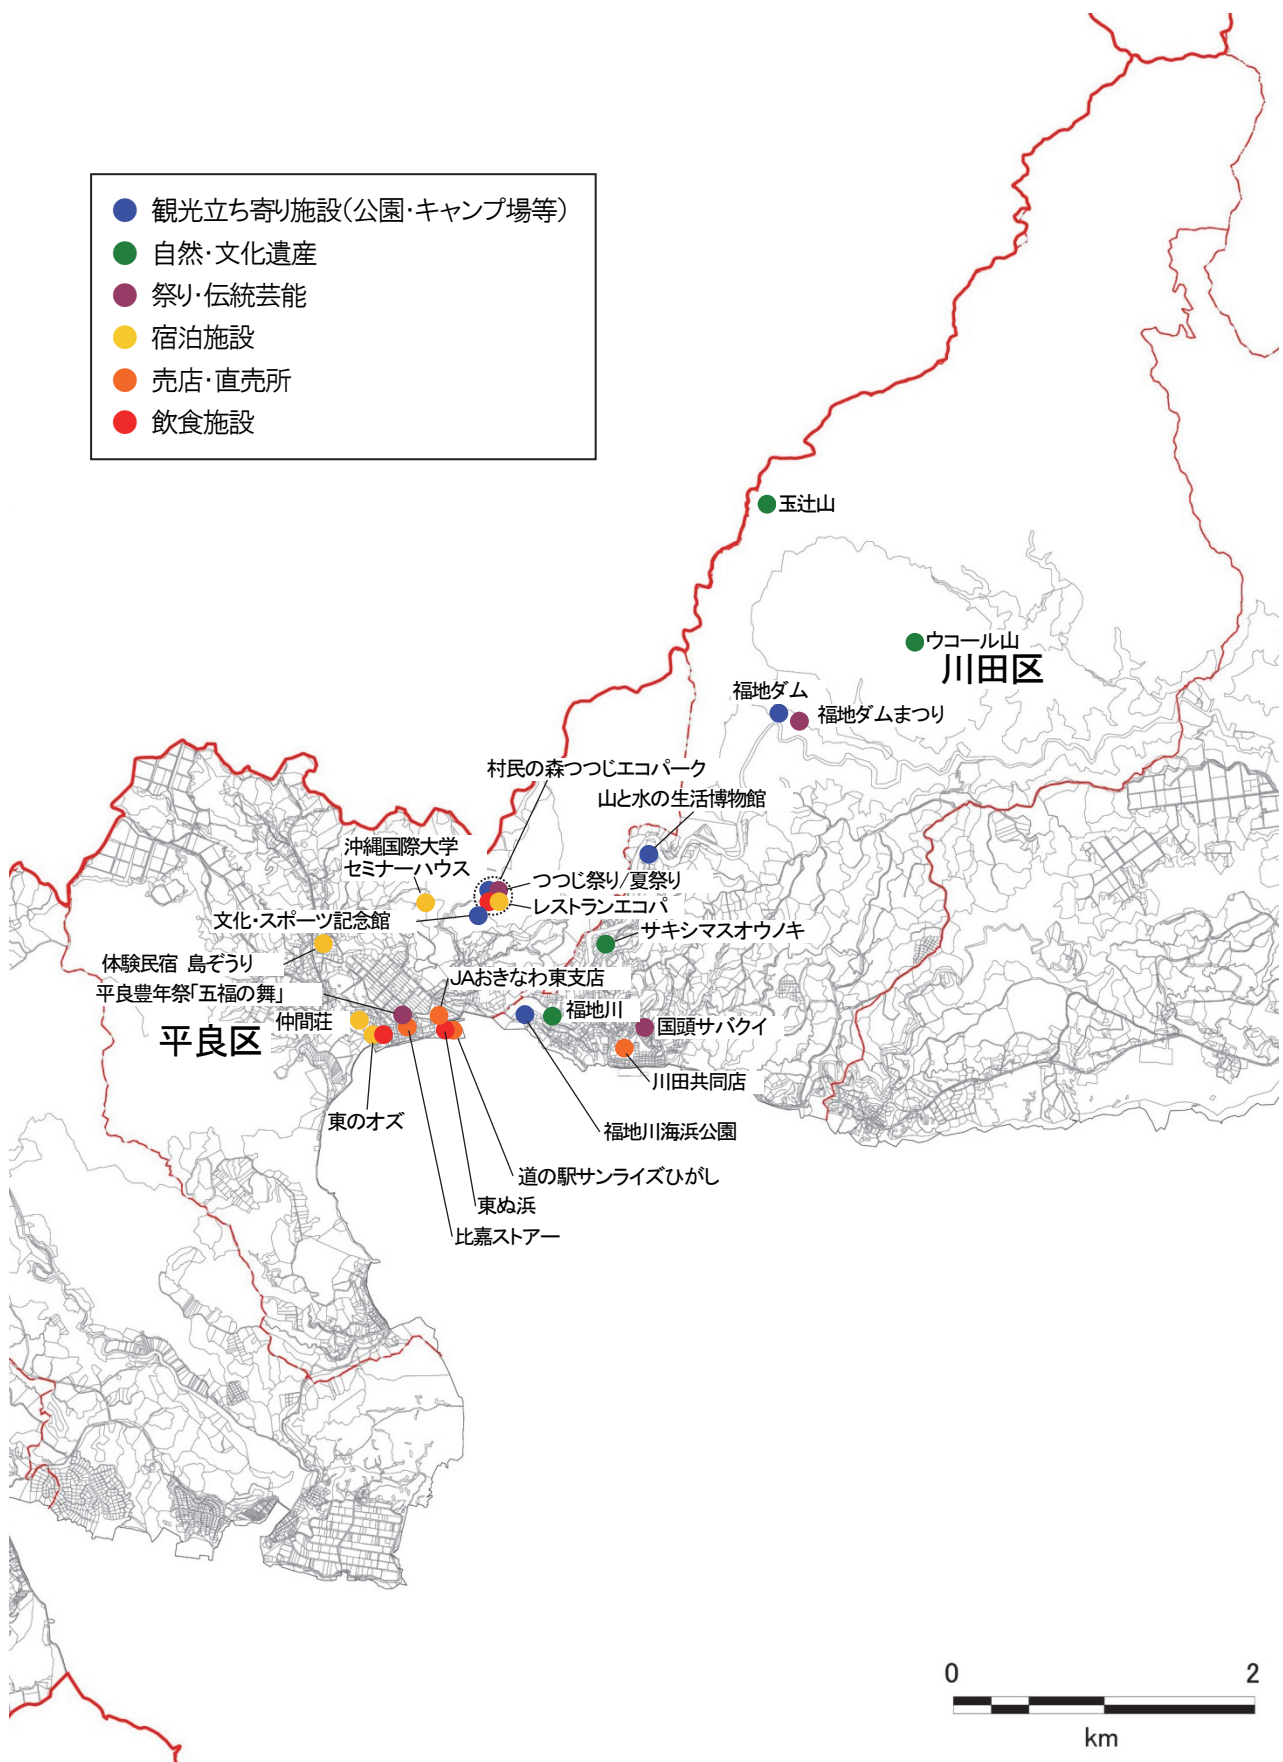 観光立ち寄り施設(公園・キャンプ場等)
自然・文化遺産
祭り・伝統芸能
宿泊施設
売店・直売所
飲食施設
玉辻山
ウコール山
川田区
福地ダム
福地ダムまつり
村民の森つつじエコパーク
山と水の生活博物館
沖縄国際大学
セミナーハウス
つつじ祭り/夏祭り
レストランエコパ
文化・スポーツ記念館
サキシマスオウノキ
体験民宿 島ぞうり
JAおきなわ東支店
平良豊年祭「五福の舞」
福地川
仲間荘
国頭サバクイ
平良区
川田共同店
東のオズ
福地川海浜公園
道の駅サンライズひがし
東ぬ浜
比嘉ストアー
0 2
km